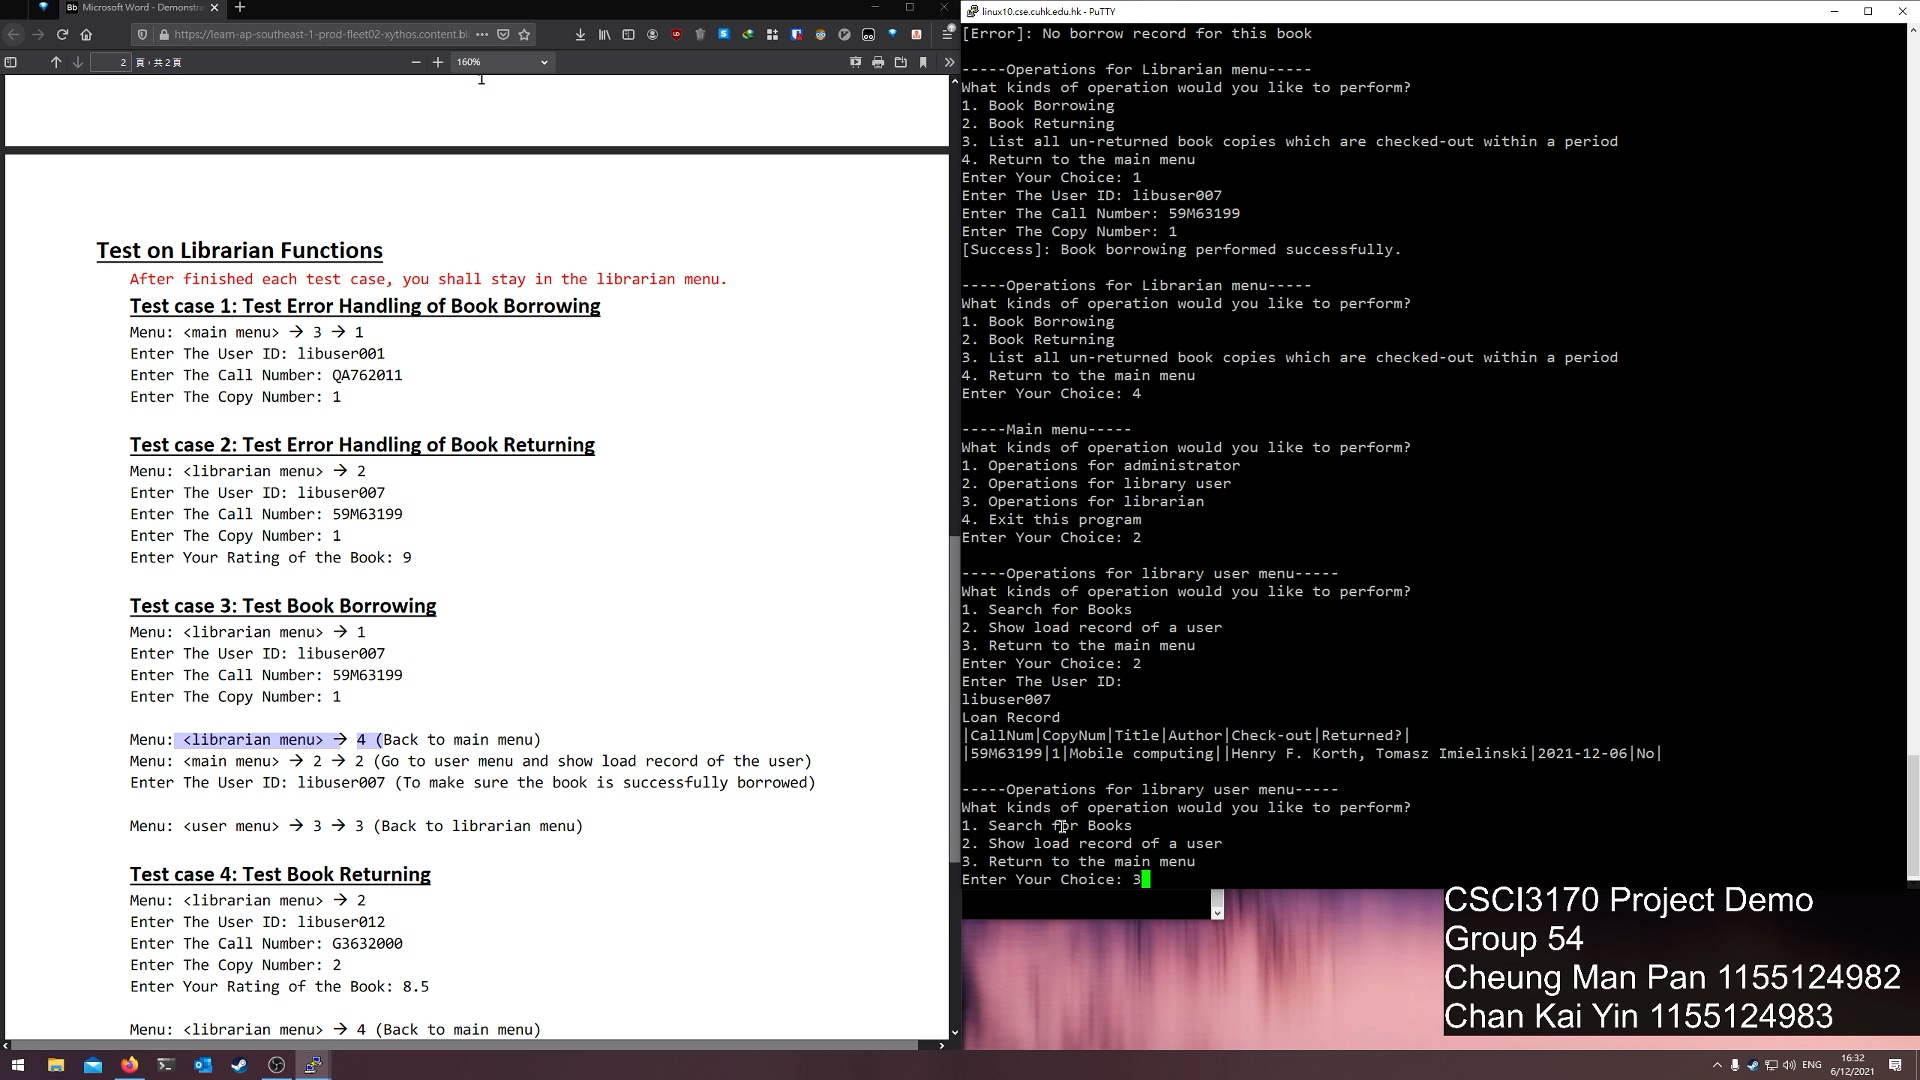 Microsoft Word - Demonstra
linux10.cse.cuhk.edu.hk - PuTTY
https://learn-ap-southeast-1-prod-fleet02-xythos.content.bl
2 頁，共 2 頁
160%
1
Test on Librarian Functions
After finished each test case, you shall stay in the librarian menu.
Test case 1: Test Error Handling of Book Borrowing
Menu: <main menu> → 3 → 1
Enter The User ID: libuser001
Enter The Call Number: QA762011
Enter The Copy Number: 1
Test case 2: Test Error Handling of Book Returning
Menu: <librarian menu> → 2
Enter The User ID: libuser007
Enter The Call Number: 59M63199
Enter The Copy Number: 1
Enter Your Rating of the Book: 9
Test case 3: Test Book Borrowing
Menu: <librarian menu> → 1
Enter The User ID: libuser007
Enter The Call Number: 59M63199
Enter The Copy Number: 1
Menu: <librarian menu> → 4 (Back to main menu)
Menu: <main menu> → 2 → 2 (Go to user menu and show load record of the user)
Enter The User ID: libuser007 (To make sure the book is successfully borrowed)
Menu: <user menu> → 3 → 3 (Back to librarian menu)
Test case 4: Test Book Returning
Menu: <librarian menu> → 2
Enter The User ID: libuser012
Enter The Call Number: G3632000
Enter The Copy Number: 2
Enter Your Rating of the Book: 8.5
Menu: <librarian menu> → 4 (Back to main menu)
[Error]: No borrow record for this book
-----Operations for Librarian menu-----
What kinds of operation would you like to perform?
1. Book Borrowing
2. Book Returning
3. List all un-returned book copies which are checked-out within a period
4. Return to the main menu
Enter Your Choice: 1
Enter The User ID: libuser007
Enter The Call Number: 59M63199
Enter The Copy Number: 1
[Success]: Book borrowing performed successfully.
-----Operations for Librarian menu-----
What kinds of operation would you like to perform?
1. Book Borrowing
2. Book Returning
3. List all un-returned book copies which are checked-out within a period
4. Return to the main menu
Enter Your Choice: 4
-----Main menu-----
What kinds of operation would you like to perform?
1. Operations for administrator
2. Operations for library user
3. Operations for librarian
4. Exit this program
Enter Your Choice: 2
-----Operations for library user menu-----
What kinds of operation would you like to perform?
1. Search for Books
2. Show load record of a user
3. Return to the main menu
Enter Your Choice: 2
Enter The User ID:
libuser007
Loan Record
|CallNum|CopyNum|Title|Author|Check-out|Returned?|
|59M63199|1|Mobile computing||Henry F. Korth, Tomasz Imielinski|2021-12-06|No|
-----Operations for library user menu-----
What kinds of operation would you like to perform?
1. Search for Books
2. Show load record of a user
3. Return to the main menu
Enter Your Choice: 3
CSCI3170 Project Demo
Group 54
Cheung Man Pan 1155124982
Chan Kai Yin 1155124983
ENG
16:32
6/12/2021